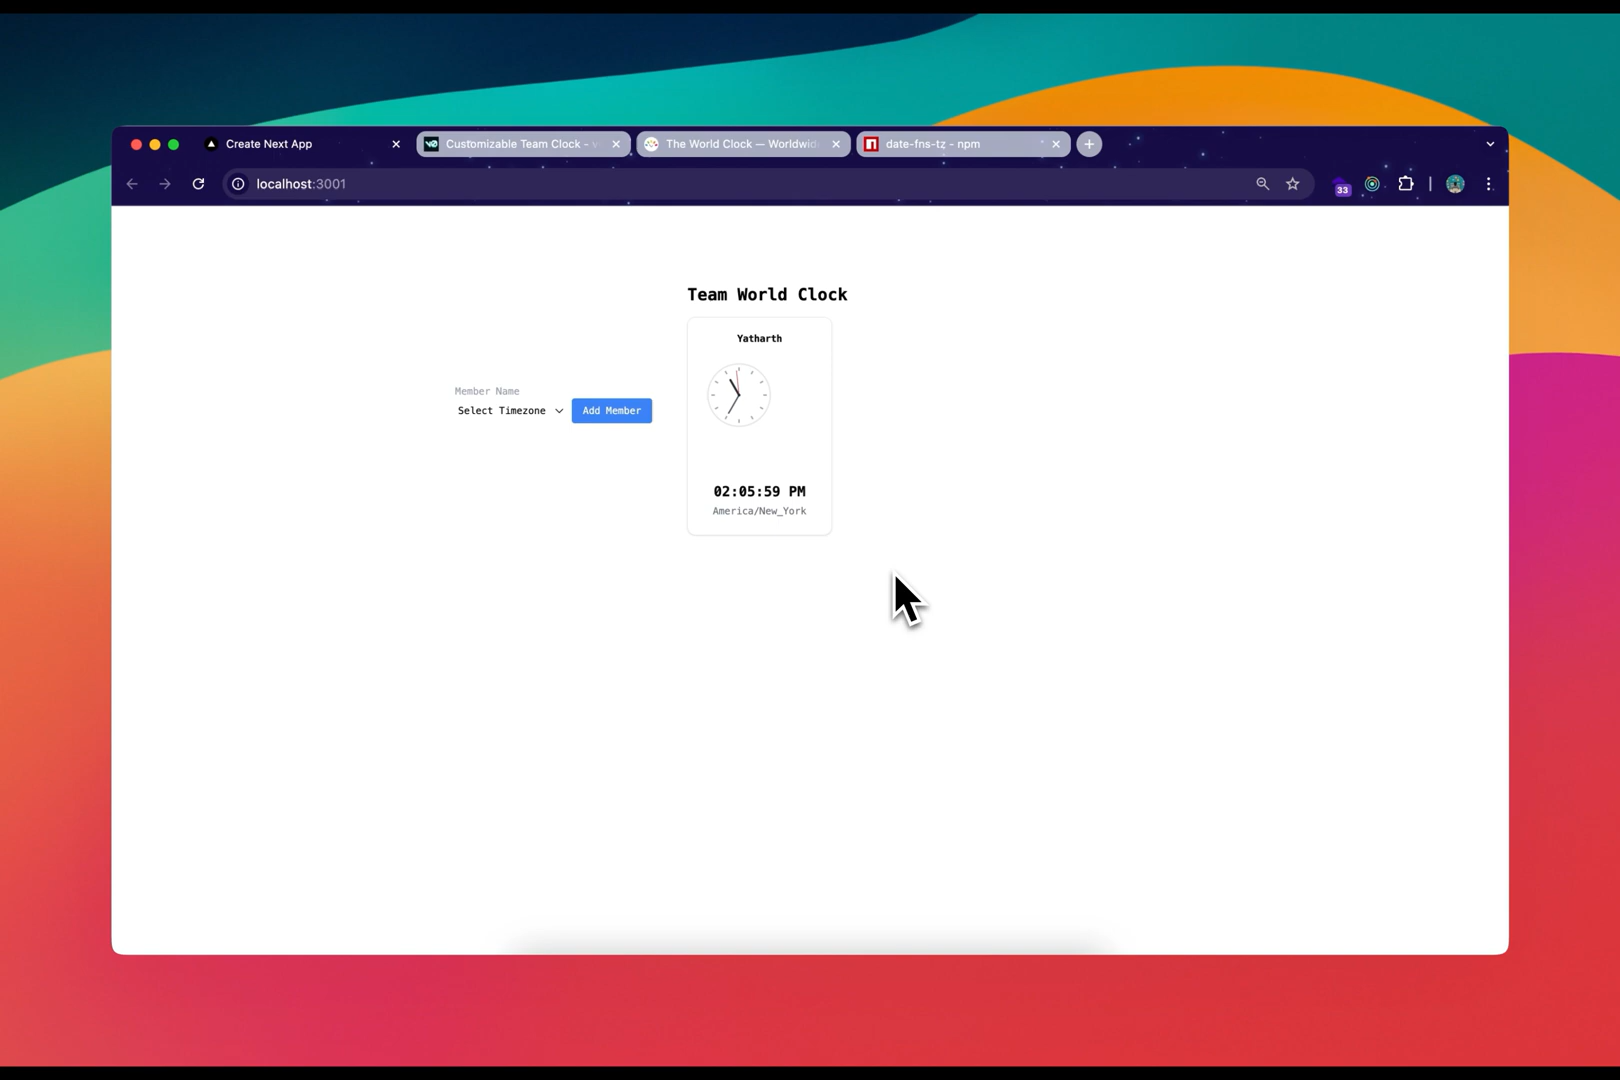 Create Next App
Customizable Team Clock - v
The World Clock — Worldwid
date-fns-tz - npm
localhost:3001
33
Team World Clock
Yatharth
Member Name
Select Timezone
Add Member
02:05:59 PM
America/New_York